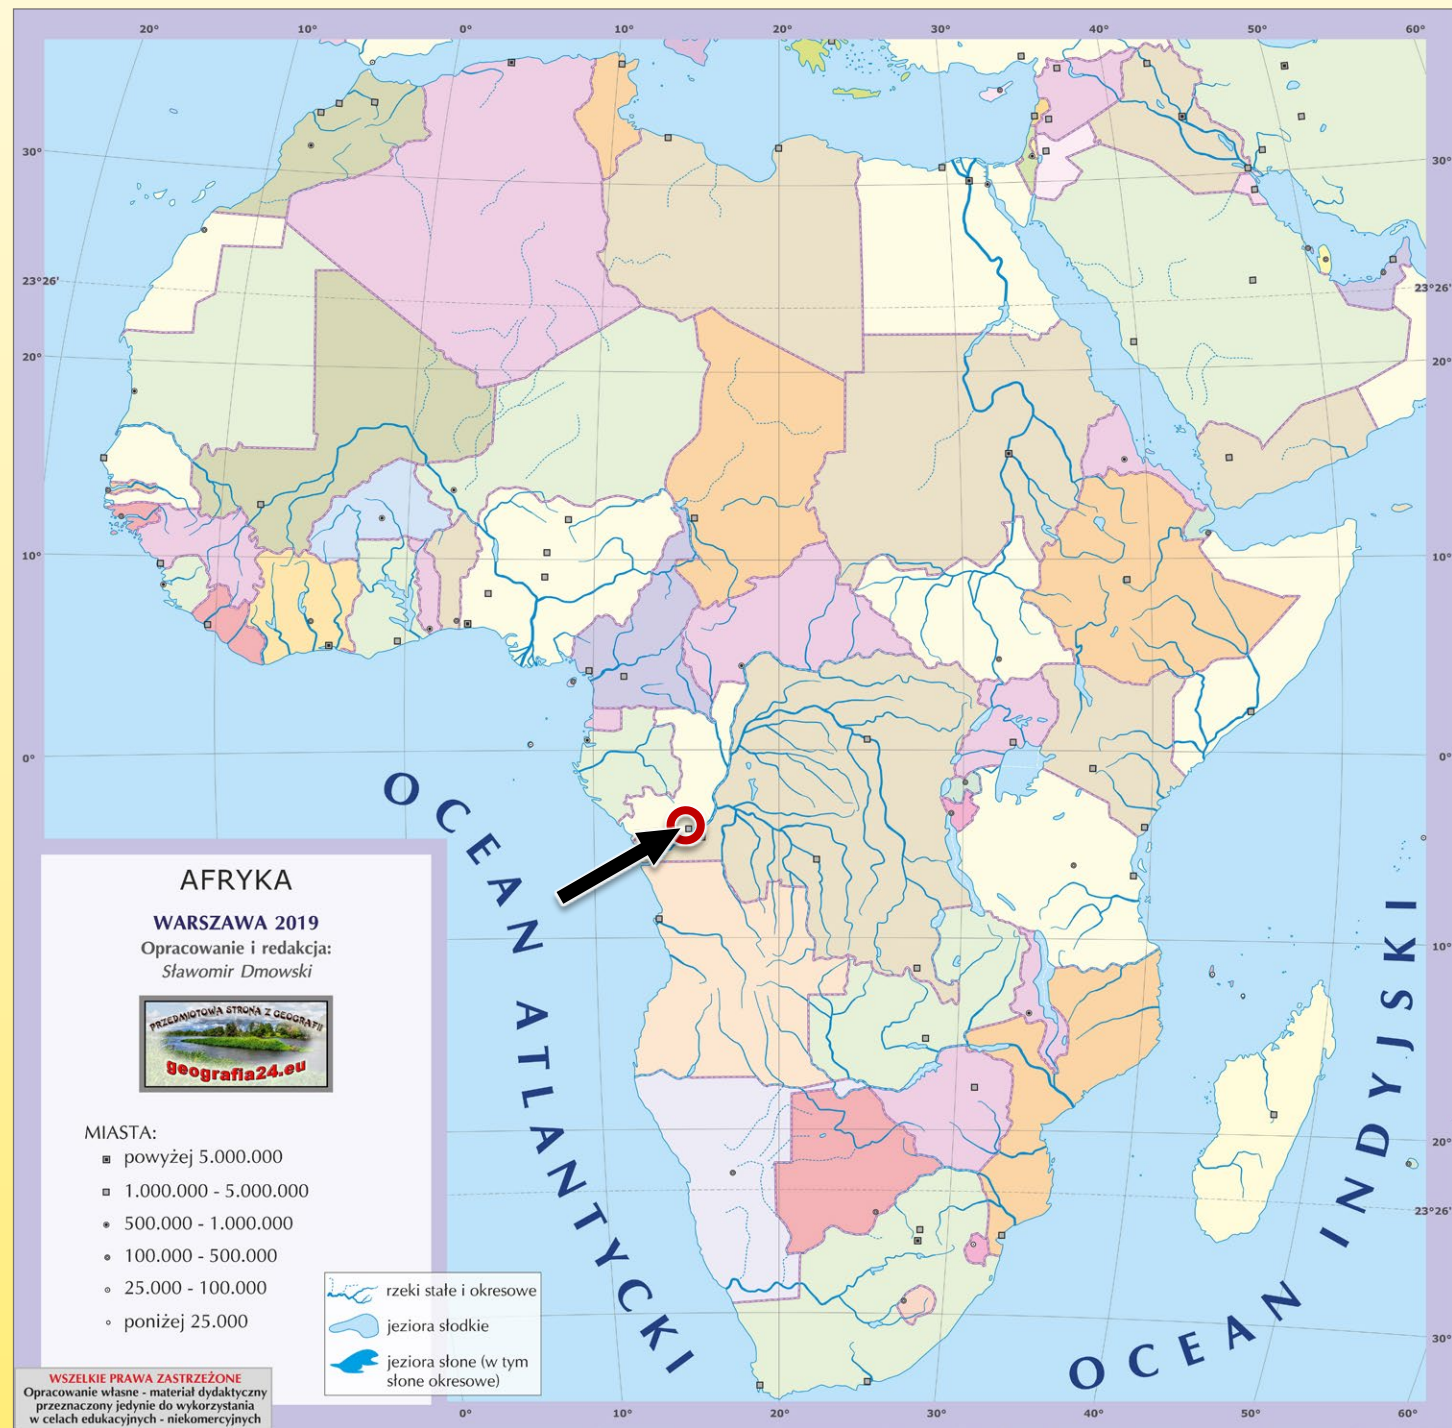 20° 10° 0° 10° 20° 30° 40° 50° 60°
30° 30°
23°26' 23°26'
20° 20°
10° 10°
0° 0°
10°
20°
23°26'
30°
OCEAN ATLANTYCKI
OCEAN INDYJSKI
AFRYKA
WARSZAWA 2019
Opracowanie i redakcja:
Sławomir Dmowski
PRZEDMIOTOWA STRONA Z GEOGRAFII
geografia24.eu
MIASTA:
powyżej 5.000.000
1.000.000 - 5.000.000
500.000 - 1.000.000
100.000 - 500.000
25.000 - 100.000
poniżej 25.000
rzeki stałe i okresowe
jeziora słodkie
jeziora słone (w tym
słone okresowe)
WSZELKIE PRAWA ZASTRZEŻONE
Opracowanie własne - materiał dydaktyczny
przeznaczony jedynie do wykorzystania
w celach edukacyjnych - niekomercyjnych
0° 10° 20° 30° 40° 50° 60°